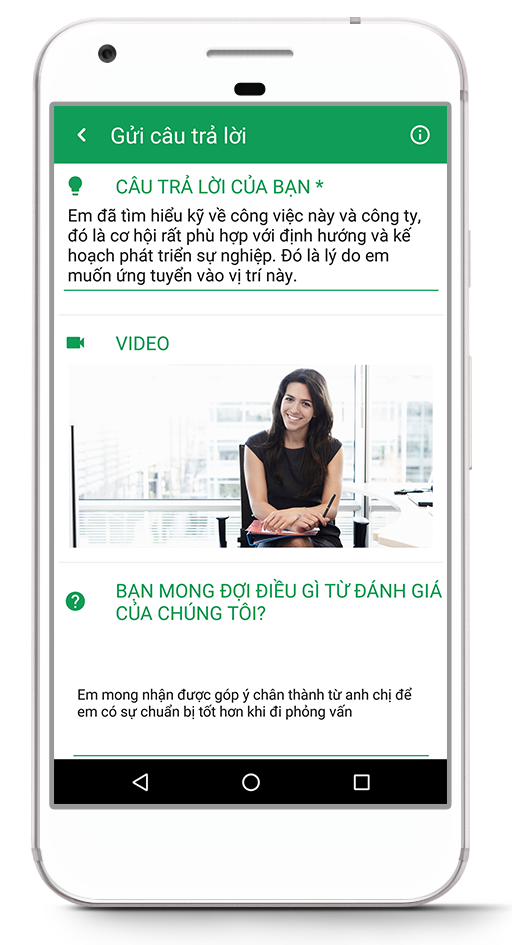 Gửi câu trả lời
CÂU TRẢ LỜI CỦA BẠN *
Em đã tìm hiểu kỹ về công việc này và công ty,
đó là cơ hội rất phù hợp với định hướng và kế
hoạch phát triển sự nghiệp. Đó là lý do em
muốn ứng tuyển vào vị trí này.
VIDEO
BẠN MONG ĐỢI ĐIỀU GÌ TỪ ĐÁNH GIÁ
CỦA CHÚNG TÔI?
Em mong nhận được góp ý chân thành từ anh chị để
em có sự chuẩn bị tốt hơn khi đi phỏng vấn